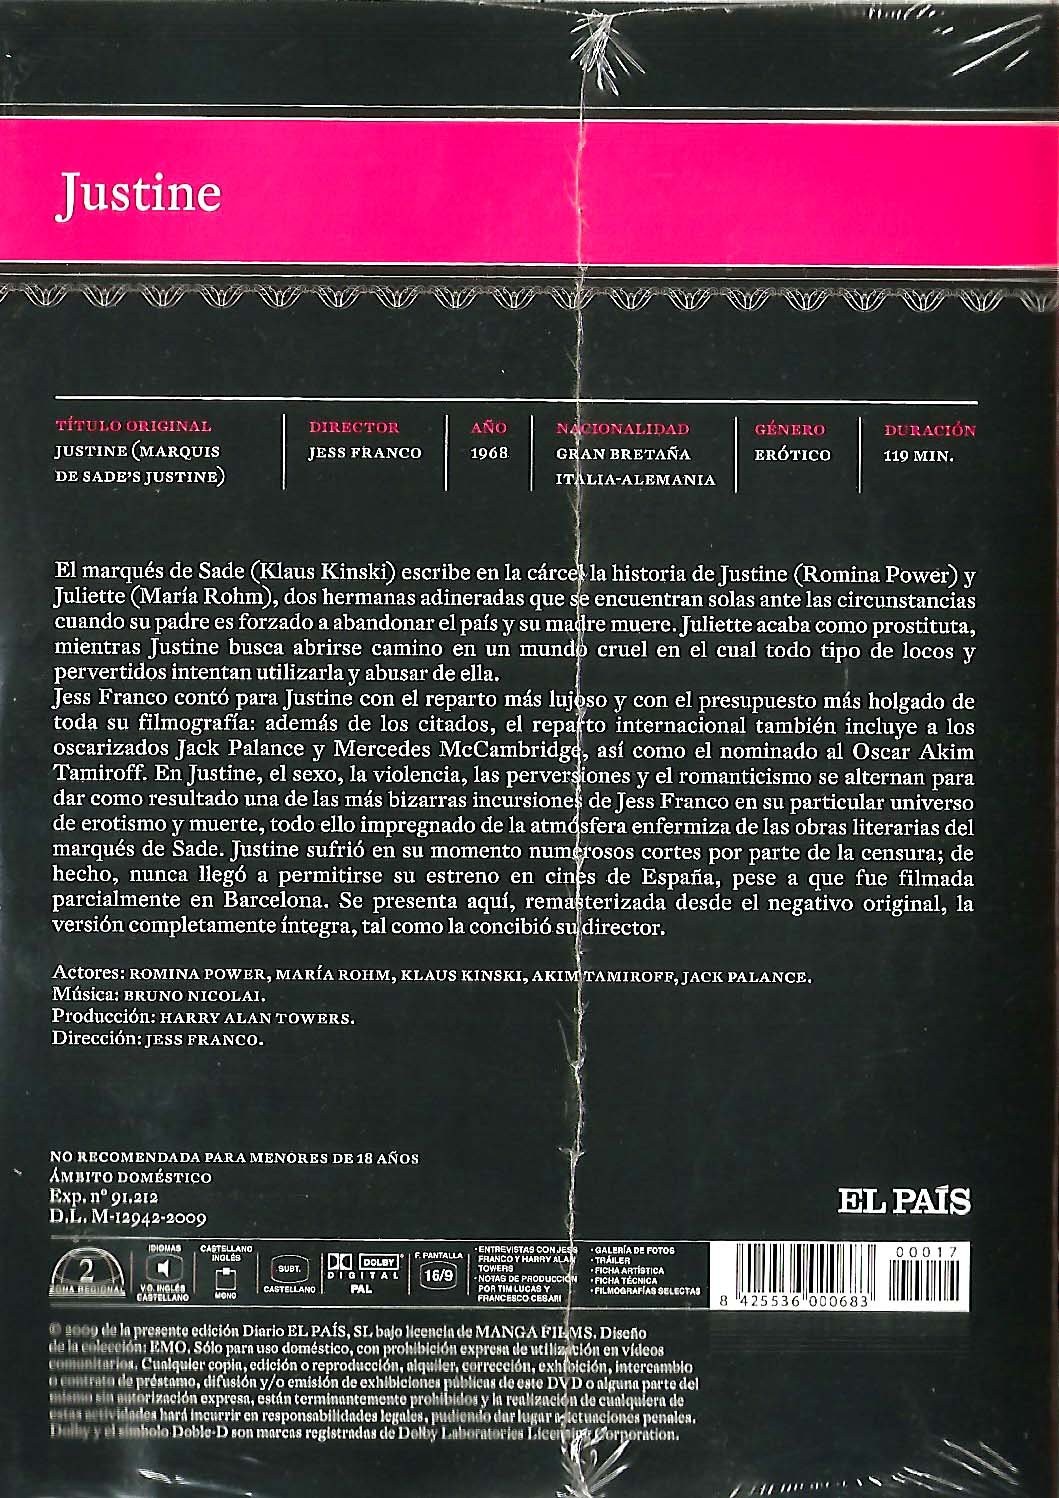 Justine
TÍTULO ORIGINAL
JUSTINE (MARQUIS
DE SADE'S JUSTINE)
DIRECTOR
JESS FRANCO
AÑO
1968
NACIONALIDAD
GRAN BRETAÑA
ITALIA-ALEMANIA
GÉNERO
ERÓTICO
DURACIÓN
119 MIN.
El marqués de Sade (Klaus Kinski) escribe en la cárcel la historia de Justine (Romina Power) y
Juliette (María Rohm), dos hermanas adineradas que se encuentran solas ante las circunstancias
cuando su padre es forzado a abandonar el país y su madre muere. Juliette acaba como prostituta,
mientras Justine busca abrirse camino en un mundo cruel en el cual todo tipo de locos y
pervertidos intentan utilizarla y abusar de ella.
Jess Franco contó para Justine con el reparto más lujoso y con el presupuesto más holgado de
toda su filmografía: además de los citados, el reparto internacional también incluye a los
oscarizados Jack Palance y Mercedes McCambridge, así como el nominado al Oscar Akim
Tamiroff. En Justine, el sexo, la violencia, las perversiones y el romanticismo se alternan para
dar como resultado una de las más bizarras incursiones de Jess Franco en su particular universo
de erotismo y muerte, todo ello impregnado de la atmósfera enfermiza de las obras literarias del
marqués de Sade. Justine sufrió en su momento numerosos cortes por parte de la censura; de
hecho, nunca llegó a permitirse su estreno en cines de España, pese a que fue filmada
parcialmente en Barcelona. Se presenta aquí, remasterizada desde el negativo original, la
versión completamente íntegra, tal como la concibió su director.
Actores: ROMINA POWER, MARÍA ROHM, KLAUS KINSKI, AKIM TAMIROFF, JACK PALANCE.
Música: BRUNO NICOLAI.
Producción: HARRY ALAN TOWERS.
Dirección: JESS FRANCO.
NO RECOMENDADA PARA MENORES DE 18 AÑOS
ÁMBITO DOMÉSTICO
Exp. nº 91.212
D.L. M-12942-2009
EL PAÍS
2
ZONA REGIONAL
IDIOMAS
V.O. INGLÉS
CASTELLANO
CASTELLANO
INGLÉS
MONO
SUBT.
CASTELLANO
DOLBY
DIGITAL
PAL
F. PANTALLA
16/9
·ENTREVISTAS CON JESS
FRANCO Y HARRY ALAN
TOWERS
·NOTAS DE PRODUCCIÓN
POR TIM LUCAS Y
FRANCESCO CESARI
·GALERÍA DE FOTOS
·TRÁILER
·FICHA ARTÍSTICA
·FICHA TÉCNICA
·FILMOGRAFÍAS SELECTAS
00017
8 425536 000683
© 2009 de la presente edición Diario EL PAÍS, SL bajo licencia de MANGA FILMS. Diseño
de la colección: EMO. Sólo para uso doméstico, con prohibición expresa de utilización en vídeos
comunitarios. Cualquier copia, edición o reproducción, alquiler, corrección, exhibición, intercambio
o contrato de préstamo, difusión y/o emisión de exhibiciones públicas de este DVD o alguna parte del
mismo sin autorización expresa, están terminantemente prohibidos y la realización de cualquiera de
estas actividades hará incurrir en responsabilidades legales, pudiendo dar lugar a actuaciones penales.
Dolby y el símbolo Doble-D son marcas registradas de Dolby Laboratories Licensing Corporation.